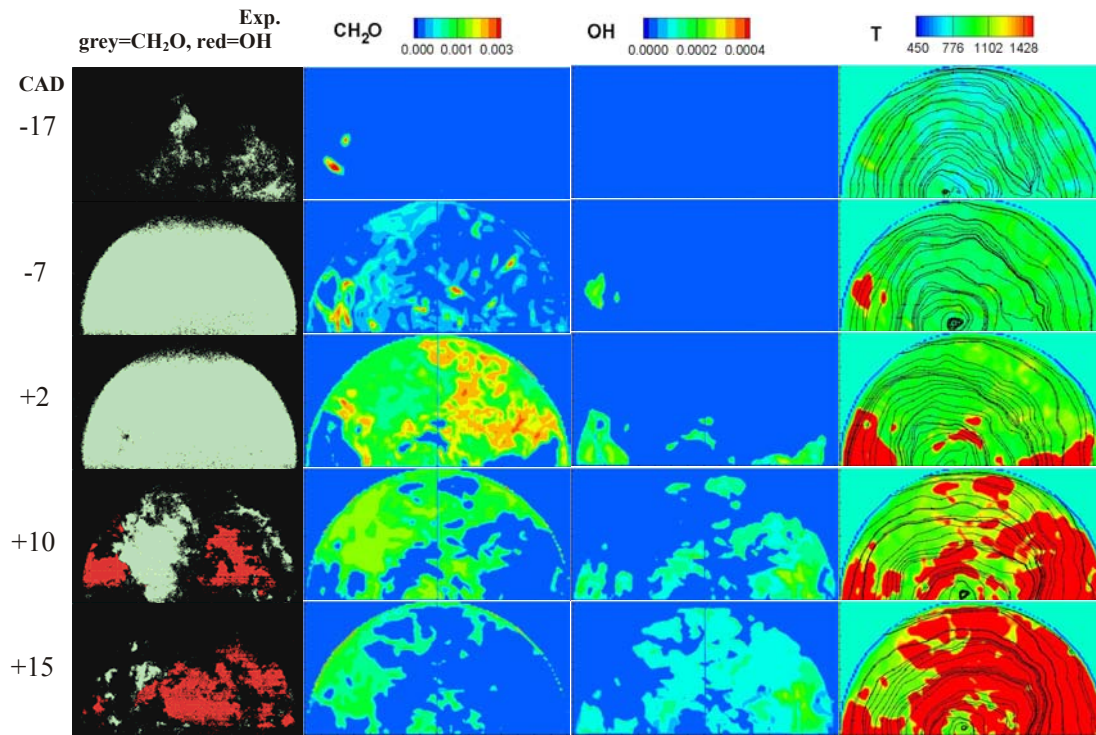 Exp.
grey=CH₂O, red=OH
CH₂O
0.000 0.001 0.003
OH
0.0000 0.0002 0.0004
T
450 776 1102 1428
CAD
-17
-7
+2
+10
+15